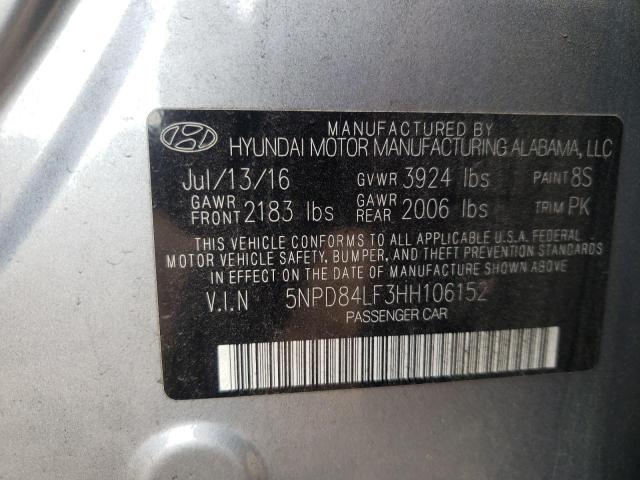 MANUFACTURED BY
HYUNDAI MOTOR MANUFACTURING ALABAMA, LLC
Jul/13/16 GVWR 3924 lbs PAINT 8S
GAWR FRONT 2183 lbs GAWR REAR 2006 lbs TRIM PK
THIS VEHICLE CONFORMS TO ALL APPLICABLE U.S.A. FEDERAL
MOTOR VEHICLE SAFETY, BUMPER, AND THEFT PREVENTION STANDARDS
IN EFFECT ON THE DATE OF MANUFACTURE SHOWN ABOVE.
V.I.N 5NPD84LF3HH106152
PASSENGER CAR